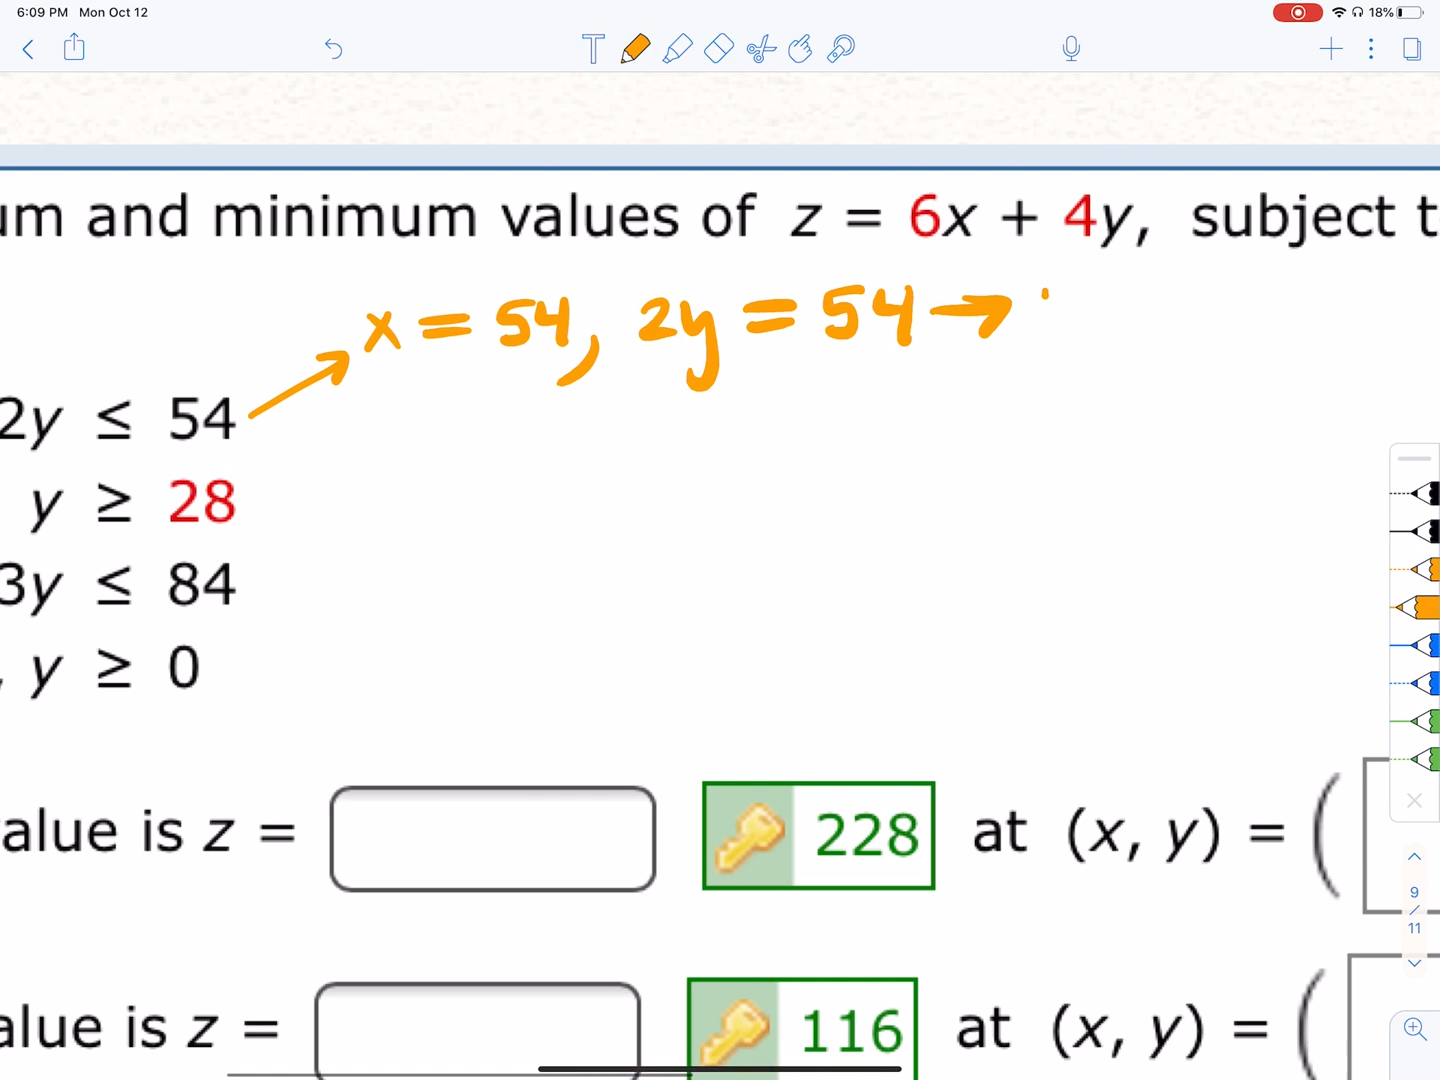 6:09 PM Mon Oct 12 18%
um and minimum values of z = 6x + 4y, subject t
x = 54, 2y = 54 →
2y ≤ 54
y ≥ 28
3y ≤ 84
, y ≥ 0
alue is z = 228 at (x, y) = (
9
/
11
alue is z = 116 at (x, y) = (